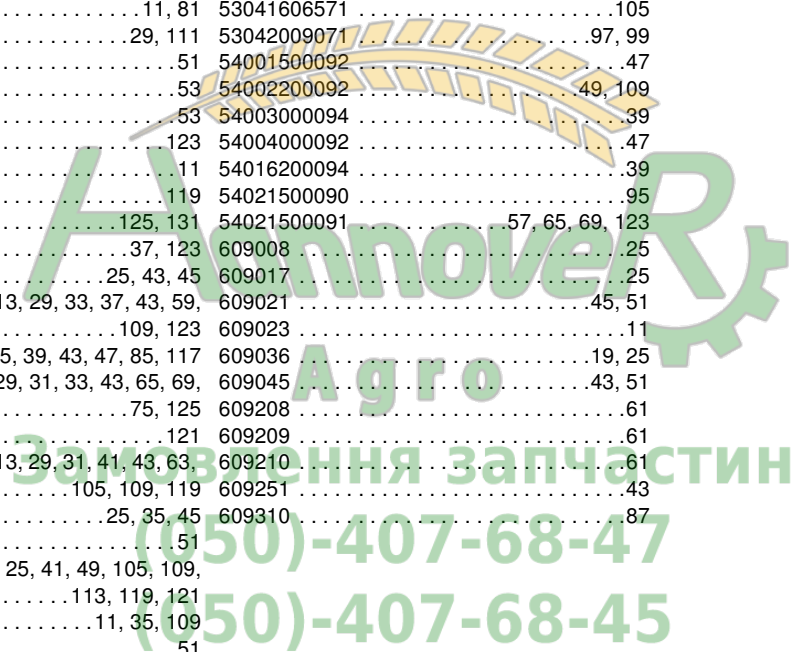 11, 81
29, 111
51
53
53
123
11
119
125, 131
37, 123
25, 43, 45
13, 29, 33, 37, 43, 59,
109, 123
5, 39, 43, 47, 85, 117
29, 31, 33, 43, 65, 69,
75, 125
121
13, 29, 31, 41, 43, 63,
105, 109, 119
25, 35, 45
51
25, 41, 49, 105, 109,
113, 119, 121
11, 35, 109
51
53041606571 . . . . . . . . . . . . . . . . . . . . . . 105
53042009071 . . . . . . . . . . . . . . . . . . . . 97, 99
54001500092 . . . . . . . . . . . . . . . . . . . . . . . 47
54002200092 . . . . . . . . . . . . . . . . . . . 49, 109
54003000094 . . . . . . . . . . . . . . . . . . . . . . . 39
54004000092 . . . . . . . . . . . . . . . . . . . . . . . 47
54016200094 . . . . . . . . . . . . . . . . . . . . . . . 39
54021500090 . . . . . . . . . . . . . . . . . . . . . . . 95
54021500091 . . . . . . . . . . . . . 57, 65, 69, 123
609008 . . . . . . . . . . . . . . . . . . . . . . . . . . . . 25
609017 . . . . . . . . . . . . . . . . . . . . . . . . . . . . 25
609021 . . . . . . . . . . . . . . . . . . . . . . . . . 45, 51
609023 . . . . . . . . . . . . . . . . . . . . . . . . . . . . 11
609036 . . . . . . . . . . . . . . . . . . . . . . . . . 19, 25
609045 . . . . . . . . . . . . . . . . . . . . . . . . . 43, 51
609208 . . . . . . . . . . . . . . . . . . . . . . . . . . . . 61
609209 . . . . . . . . . . . . . . . . . . . . . . . . . . . . 61
609210 . . . . . . . . . . . . . . . . . . . . . . . . . . . . 61
609251 . . . . . . . . . . . . . . . . . . . . . . . . . . . . 43
609310 . . . . . . . . . . . . . . . . . . . . . . . . . . . . 87
HannoveR
Agro
Замовлення запчастин
(050)-407-68-47
(050)-407-68-45